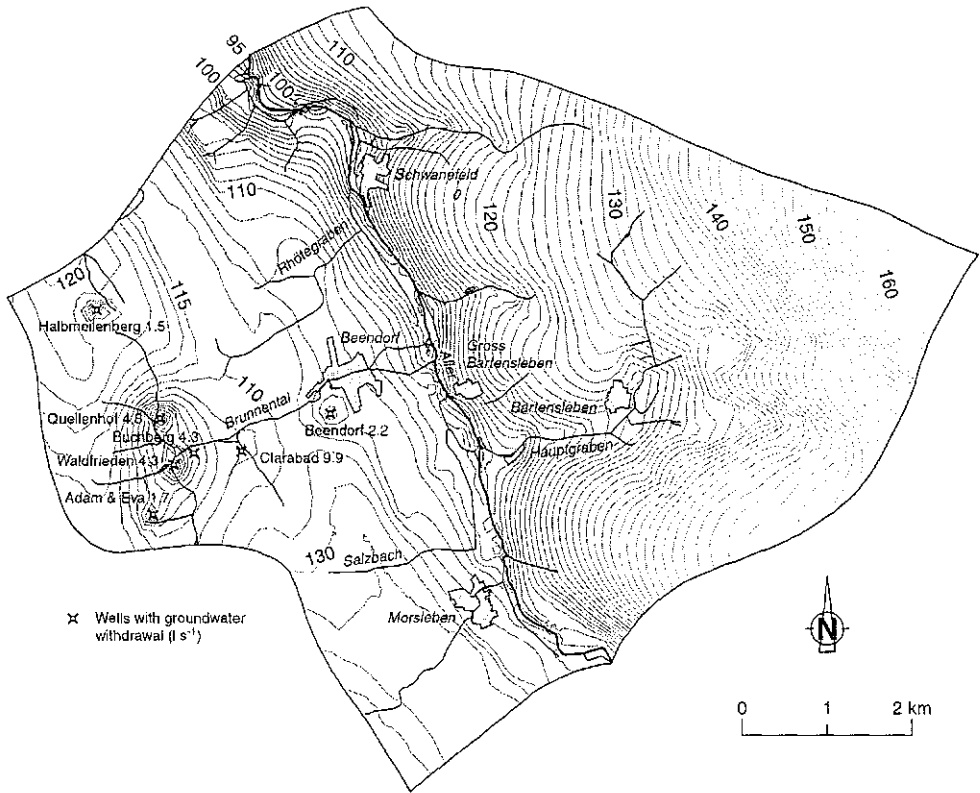 95
100
100
110
110
Schwanefeld
120
130
140
150
160
Rhötegraben
120
115
Halbmeilenberg 1.5
Beendorf
Gross
Bartensleben
Aller
110
Brunnental
Bartensleben
Quellenhof 4.8
Buchberg 4.3
Beendorf 2.2
Hauptgraben
Waldfrieden 4.3
Clarabad 9.9
Adam & Eva 1.7
130
Salzbach
Morsleben
Wells with groundwater
withdrawal (l s⁻¹)
N
0 1 2 km